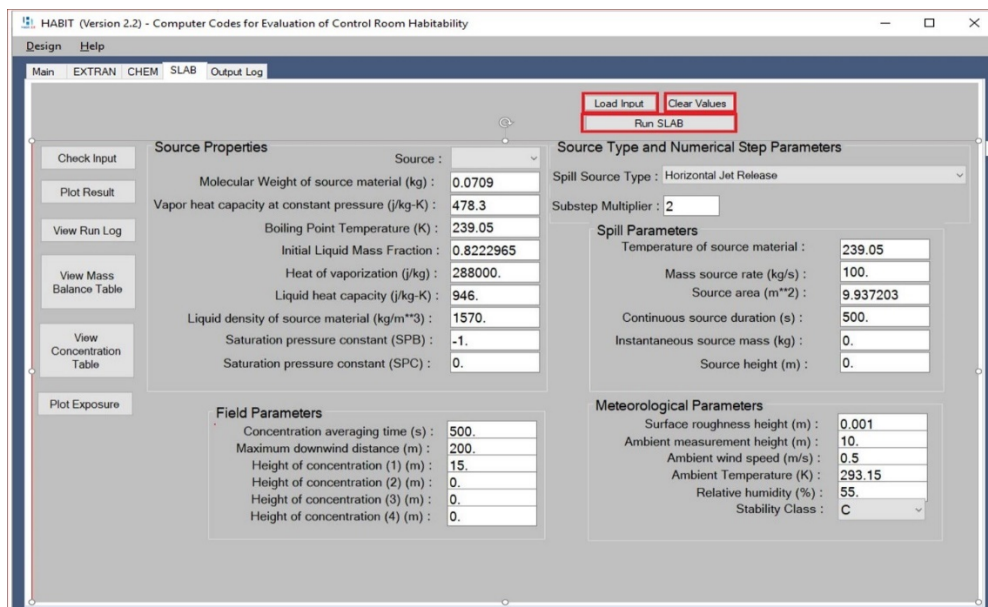 HABIT (Version 2.2) - Computer Codes for Evaluation of Control Room Habitability
Design Help
Main EXTRAN CHEM SLAB Output Log
Load Input Clear Values
Run SLAB
Check Input
Plot Result
View Run Log
View Mass
Balance Table
View
Concentration
Table
Plot Exposure
Source Properties
Source :
Molecular Weight of source material (kg) : 0.0709
Vapor heat capacity at constant pressure (j/kg-K) : 478.3
Boiling Point Temperature (K) : 239.05
Initial Liquid Mass Fraction : 0.8222965
Heat of vaporization (j/kg) : 288000.
Liquid heat capacity (j/kg-K) : 946.
Liquid density of source material (kg/m**3) : 1570.
Saturation pressure constant (SPB) : -1.
Saturation pressure constant (SPC) : 0.
Source Type and Numerical Step Parameters
Spill Source Type : Horizontal Jet Release
Substep Multiplier : 2
Spill Parameters
Temperature of source material : 239.05
Mass source rate (kg/s) : 100.
Source area (m**2) : 9.937203
Continuous source duration (s) : 500.
Instantaneous source mass (kg) : 0.
Source height (m) : 0.
Field Parameters
Concentration averaging time (s) : 500.
Maximum downwind distance (m) : 200.
Height of concentration (1) (m) : 15.
Height of concentration (2) (m) : 0.
Height of concentration (3) (m) : 0.
Height of concentration (4) (m) : 0.
Meteorological Parameters
Surface roughness height (m) : 0.001
Ambient measurement height (m) : 10.
Ambient wind speed (m/s) : 0.5
Ambient Temperature (K) : 293.15
Relative humidity (%) : 55.
Stability Class : C